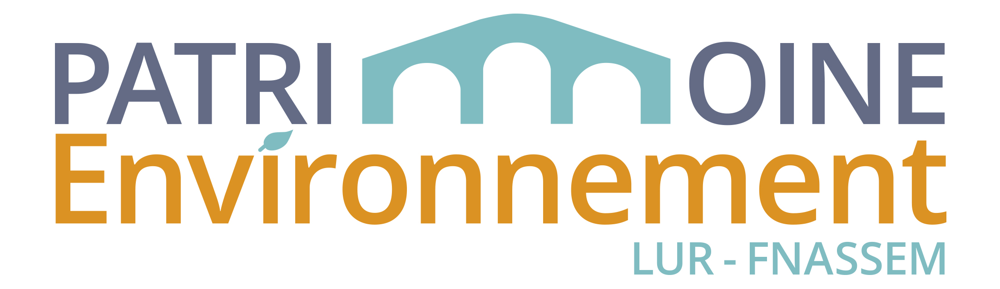 PATRIMOINE
Environnement
LUR - FNASSEM